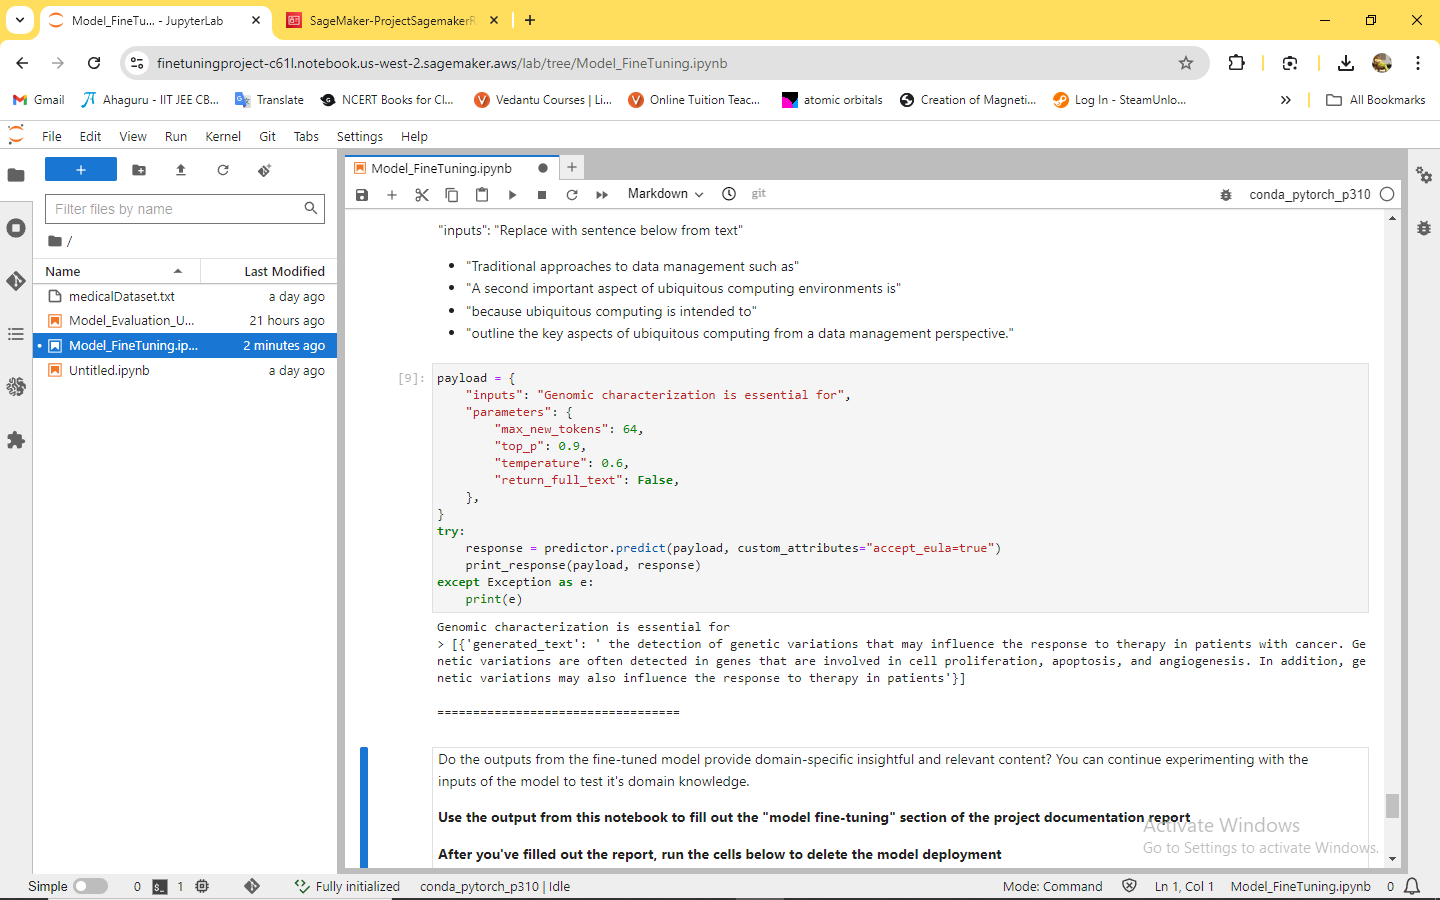 Model_FineTu... - JupyterLab
SageMaker-ProjectSagemakerR
finetuningproject-c61l.notebook.us-west-2.sagemaker.aws/lab/tree/Model_FineTuning.ipynb
Gmail
Ahaguru - IIT JEE CB...
Translate
NCERT Books for Cl...
Vedantu Courses | Li...
Online Tuition Teac...
atomic orbitals
Creation of Magneti...
Log In - SteamUnlo...
All Bookmarks
File Edit View Run Kernel Git Tabs Settings Help
Filter files by name
/
Name Last Modified
medicalDataset.txt a day ago
Model_Evaluation_U... 21 hours ago
Model_FineTuning.ip... 2 minutes ago
Untitled.ipynb a day ago
Model_FineTuning.ipynb
Markdown
git
conda_pytorch_p310
"inputs": "Replace with sentence below from text"
• "Traditional approaches to data management such as"
• "A second important aspect of ubiquitous computing environments is"
• "because ubiquitous computing is intended to"
• "outline the key aspects of ubiquitous computing from a data management perspective."
[9]:
payload = {
"inputs": "Genomic characterization is essential for",
"parameters": {
"max_new_tokens": 64,
"top_p": 0.9,
"temperature": 0.6,
"return_full_text": False,
},
}
try:
response = predictor.predict(payload, custom_attributes="accept_eula=true")
print_response(payload, response)
except Exception as e:
print(e)
Genomic characterization is essential for
> [{'generated_text': ' the detection of genetic variations that may influence the response to therapy in patients with cancer. Ge
netic variations are often detected in genes that are involved in cell proliferation, apoptosis, and angiogenesis. In addition, ge
netic variations may also influence the response to therapy in patients'}]
==================================
Do the outputs from the fine-tuned model provide domain-specific insightful and relevant content? You can continue experimenting with the
inputs of the model to test it's domain knowledge.
Use the output from this notebook to fill out the "model fine-tuning" section of the project documentation report
After you've filled out the report, run the cells below to delete the model deployment
Activate Windows
Go to Settings to activate Windows.
Simple
0
1
Fully initialized
conda_pytorch_p310 | Idle
Mode: Command
Ln 1, Col 1
Model_FineTuning.ipynb
0